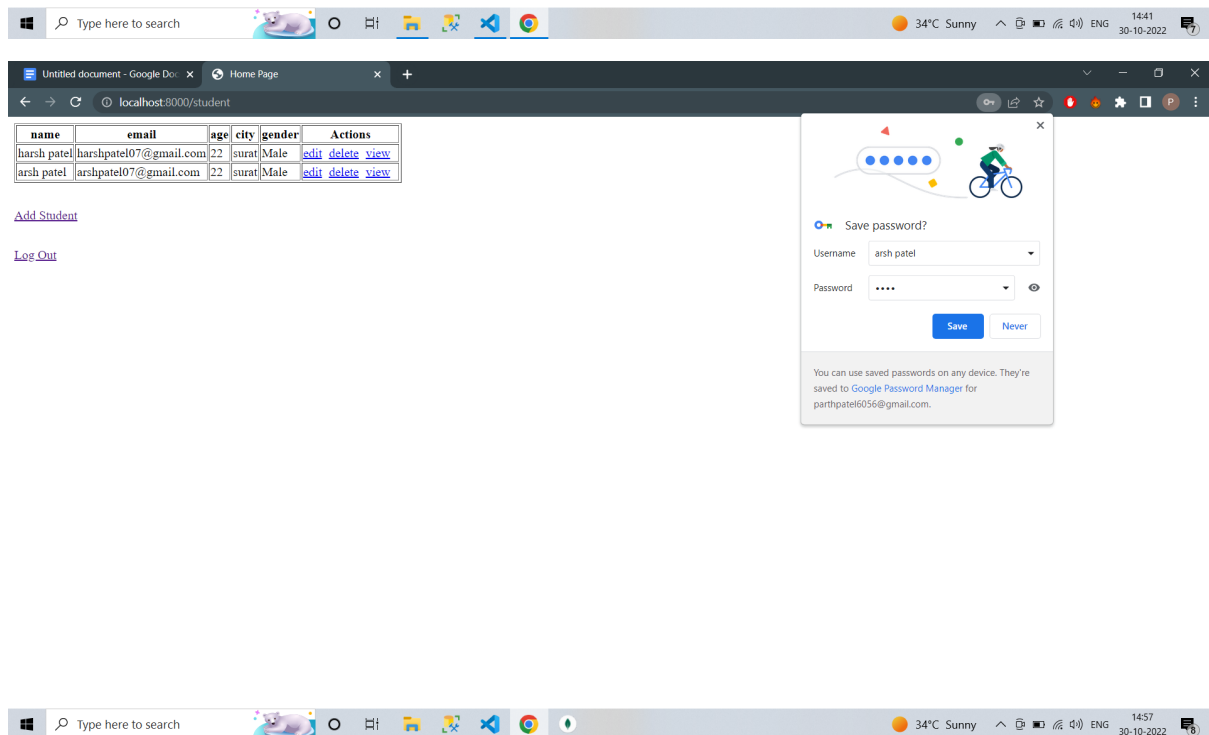 Type here to search
34°C Sunny ENG 14:41
30-10-2022 7
Untitled document - Google Doc Home Page
localhost:8000/student P
name email age city gender Actions
harsh patel harshpatel07@gmail.com 22 surat Male edit delete view
arsh patel arshpatel07@gmail.com 22 surat Male edit delete view
Add Student
Log Out
Save password?
Username arsh patel
Password ••••
Save Never
You can use saved passwords on any device. They're
saved to Google Password Manager for
parthpatel6056@gmail.com.
Type here to search
34°C Sunny ENG 14:57
30-10-2022 8